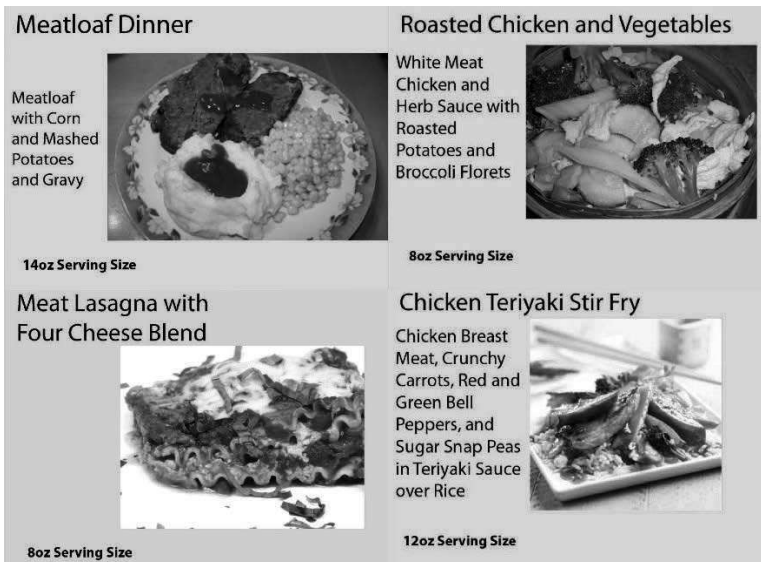 Meatloaf Dinner
Meatloaf
with Corn
and Mashed
Potatoes
and Gravy
14oz Serving Size
Roasted Chicken and Vegetables
White Meat
Chicken and
Herb Sauce with
Roasted
Potatoes and
Broccoli Florets
8oz Serving Size
Meat Lasagna with
Four Cheese Blend
8oz Serving Size
Chicken Teriyaki Stir Fry
Chicken Breast
Meat, Crunchy
Carrots, Red and
Green Bell
Peppers, and
Sugar Snap Peas
in Teriyaki Sauce
over Rice
12oz Serving Size